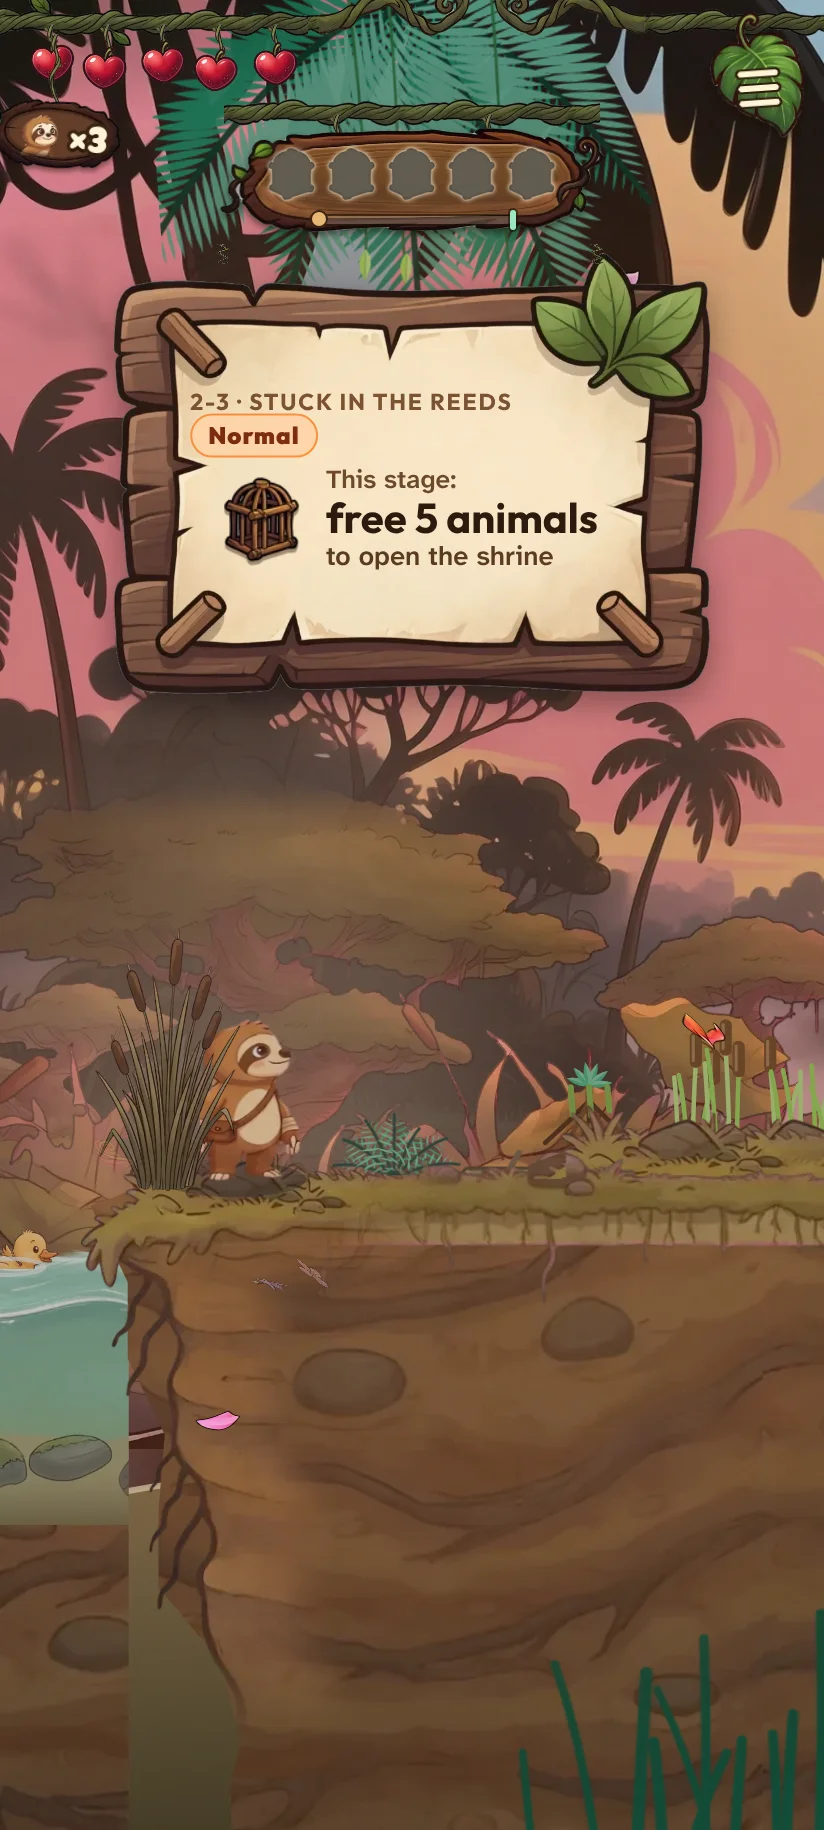 ×3
2-3 · STUCK IN THE REEDS
Normal
This stage:
free 5 animals
to open the shrine